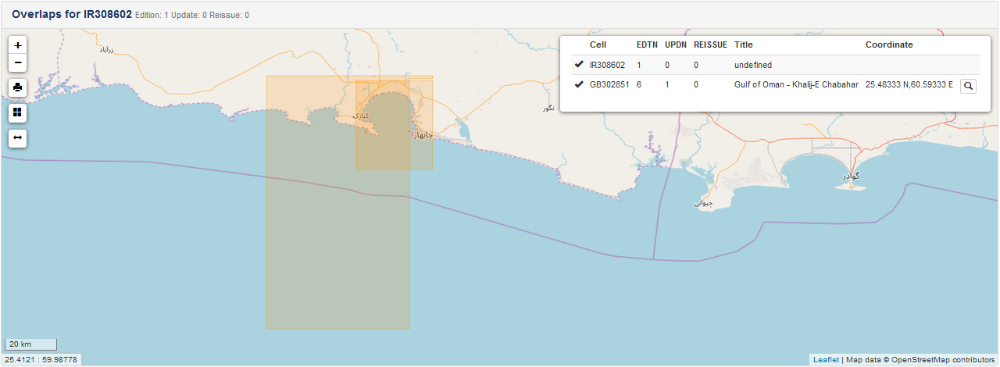 Overlaps for IR308602 Edition: 1 Update: 0 Reissue: 0
+
−
Cell EDTN UPDN REISSUE Title Coordinate
IR308602 1 0 0 undefined
GB302851 6 1 0 Gulf of Oman - Khalij-E Chabahar 25.48333 N,60.59333 E
زرآباد
کنارک
نگور
چابهار
گوادر
جیوانی
20 km
25.4121 : 59.98778
Leaflet | Map data © OpenStreetMap contributors